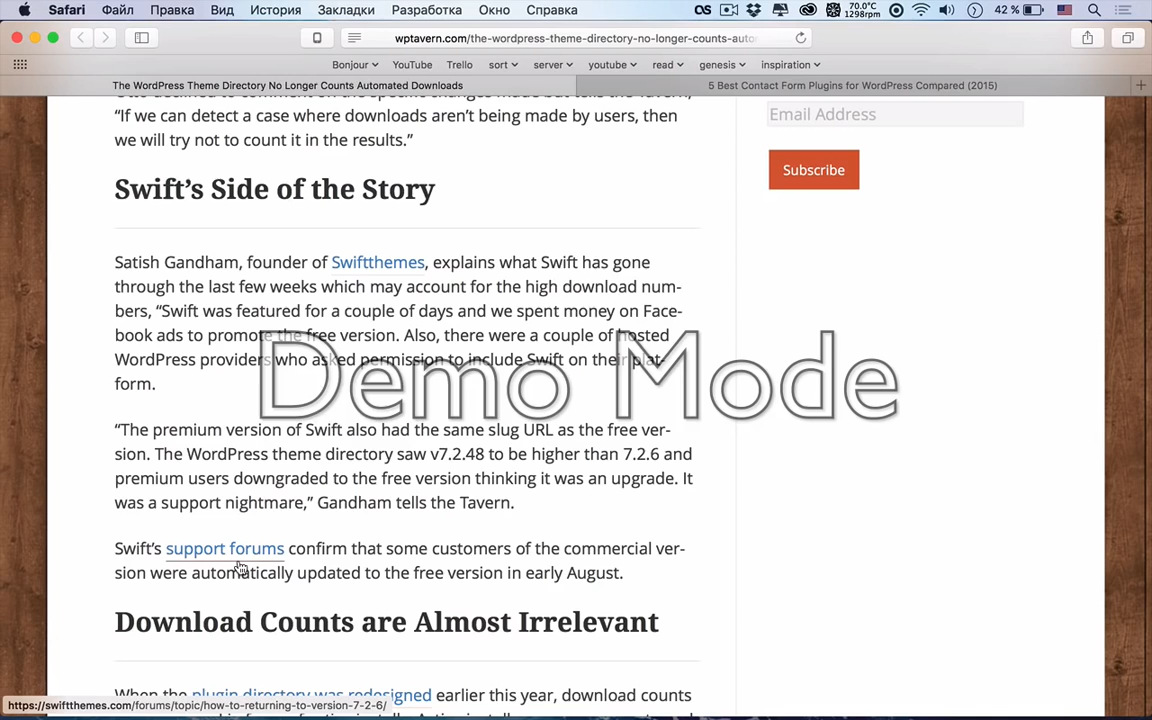 Safari Файл Правка Вид История Закладки Разработка Окно Справка 70.0°C 1298rpm 42 %
wptavern.com/the-wordpress-theme-directory-no-longer-counts-auto
Bonjour YouTube Trello sort server youtube read genesis inspiration
The WordPress Theme Directory No Longer Counts Automated Downloads 5 Best Contact Form Plugins for WordPress Compared (2015)
“If we can detect a case where downloads aren’t being made by users, then
we will try not to count it in the results.”
Email Address
Subscribe
Swift’s Side of the Story
Satish Gandham, founder of Swiftthemes, explains what Swift has gone
through the last few weeks which may account for the high download num-
bers, “Swift was featured for a couple of days and we spent money on Face-
book ads to promote the free version. Also, there were a couple of hosted
WordPress providers who asked permission to include Swift on their plat-
form.
Demo Mode
“The premium version of Swift also had the same slug URL as the free ver-
sion. The WordPress theme directory saw v7.2.48 to be higher than 7.2.6 and
premium users downgraded to the free version thinking it was an upgrade. It
was a support nightmare,” Gandham tells the Tavern.
Swift’s support forums confirm that some customers of the commercial ver-
sion were automatically updated to the free version in early August.
Download Counts are Almost Irrelevant
When the plugin directory was redesigned earlier this year, download counts
https://swiftthemes.com/forums/topic/how-to-returning-to-version-7-2-6/